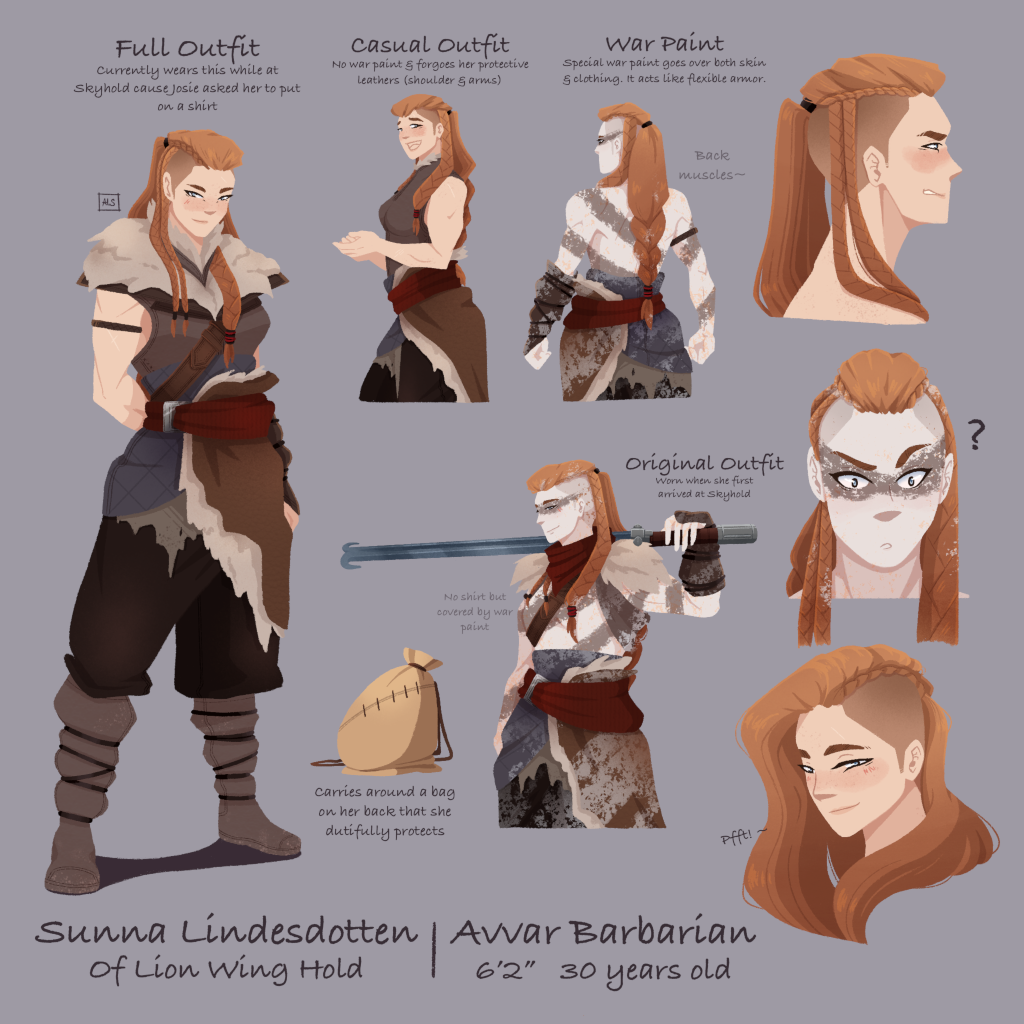 Full Outfit
Currently wears this while at
Skyhold cause Josie asked her to put
on a shirt
Casual Outfit
No war paint & forgoes her protective
leathers (shoulder & arms)
War Paint
Special war paint goes over both skin
& clothing. It acts like flexible armor.
Back
muscles~
ALS
?
Original Outfit
Worn when she first
arrived at Skyhold
No shirt but
covered by war
paint
Carries around a bag
on her back that she
dutifully protects
Pfft! ~
Sunna Lindesdotten | Avvar Barbarian
Of Lion Wing Hold 6'2" 30 years old